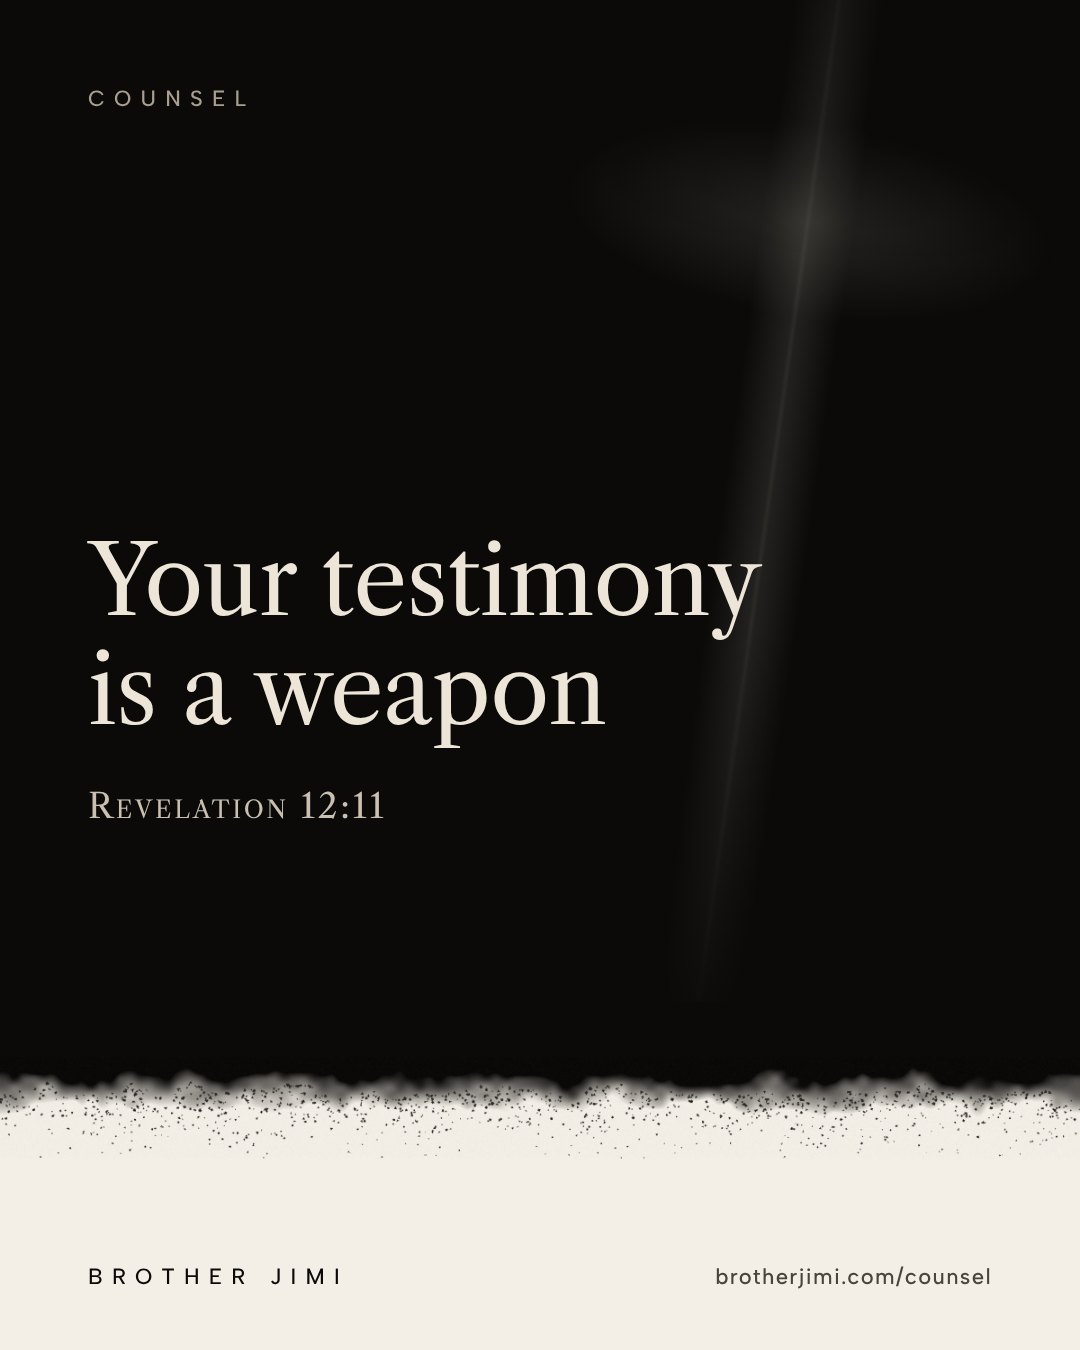 COUNSEL
Your testimony
is a weapon
Revelation 12:11
BROTHER JIMI
brotherjimi.com/counsel